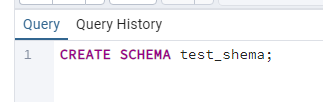 Query Query History
1 CREATE SCHEMA test_shema;